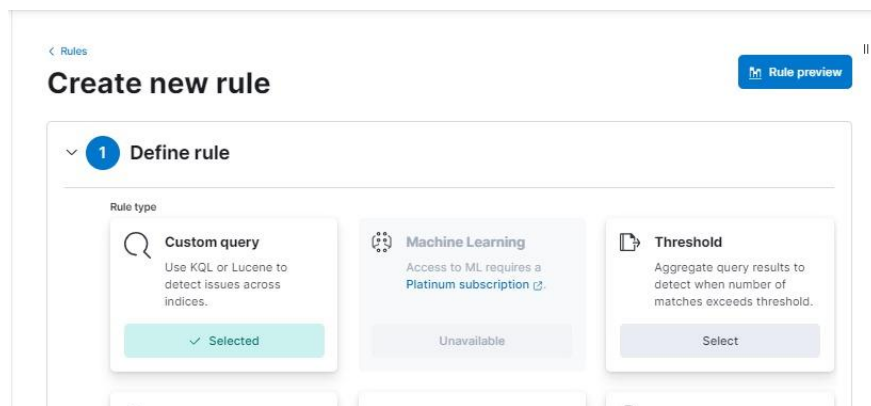 Rules
Create new rule
Rule preview
1 Define rule
Rule type
Custom query
Use KQL or Lucene to
detect issues across
indices.
Selected
Machine Learning
Access to ML requires a
Platinum subscription.
Unavailable
Threshold
Aggregate query results to
detect when number of
matches exceeds threshold.
Select